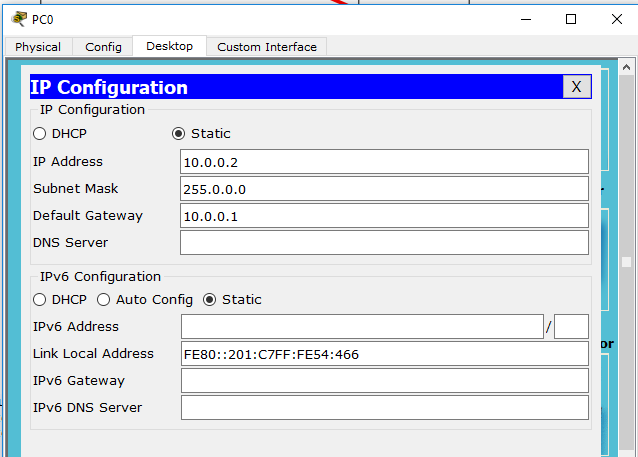 PC0
Physical Config Desktop Custom Interface
IP Configuration X
IP Configuration
DHCP Static
IP Address 10.0.0.2
Subnet Mask 255.0.0.0
Default Gateway 10.0.0.1
DNS Server
IPv6 Configuration
DHCP Auto Config Static
IPv6 Address /
Link Local Address FE80::201:C7FF:FE54:466
IPv6 Gateway
IPv6 DNS Server
or